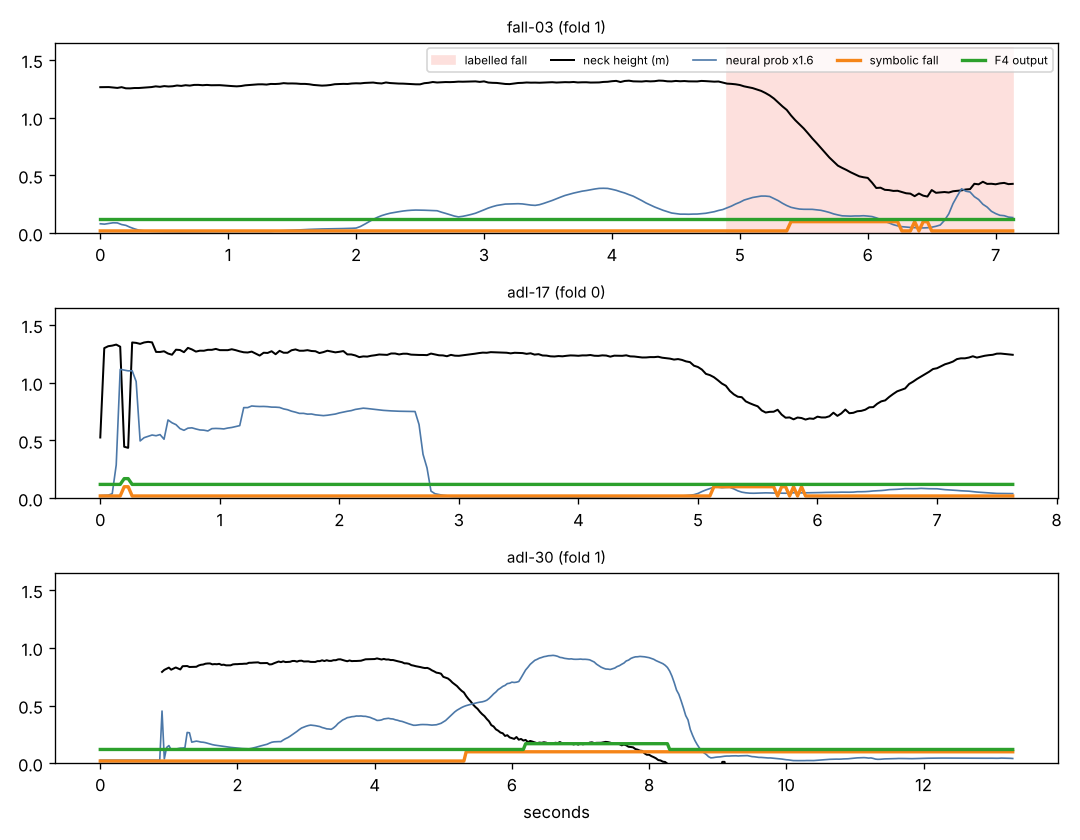 fall-03 (fold 1)
labelled fall neck height (m) neural prob x1.6 symbolic fall F4 output
1.5
1.0
0.5
0.0
0 1 2 3 4 5 6 7
adl-17 (fold 0)
1.5
1.0
0.5
0.0
0 1 2 3 4 5 6 7 8
adl-30 (fold 1)
1.5
1.0
0.5
0.0
0 2 4 6 8 10 12
seconds